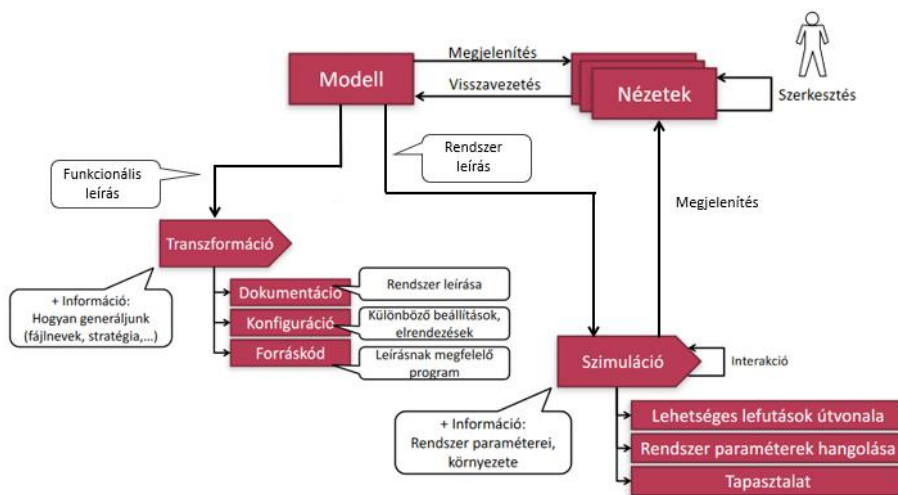 Modell
Megjelenítés
Visszavezetés
Nézetek
Szerkesztés
Funkcionális
leírás
Rendszer
leírás
Megjelenítés
Transzformáció
+ Információ:
Hogyan generáljunk
(fájlnevek, stratégia,...)
Dokumentáció
Rendszer leírása
Konfiguráció
Különböző beállítások,
elrendezések
Forráskód
Leírásnak megfelelő
program
Szimuláció
Interakció
+ Információ:
Rendszer paraméterei,
környezete
Lehetséges lefutások útvonala
Rendszer paraméterek hangolása
Tapasztalat